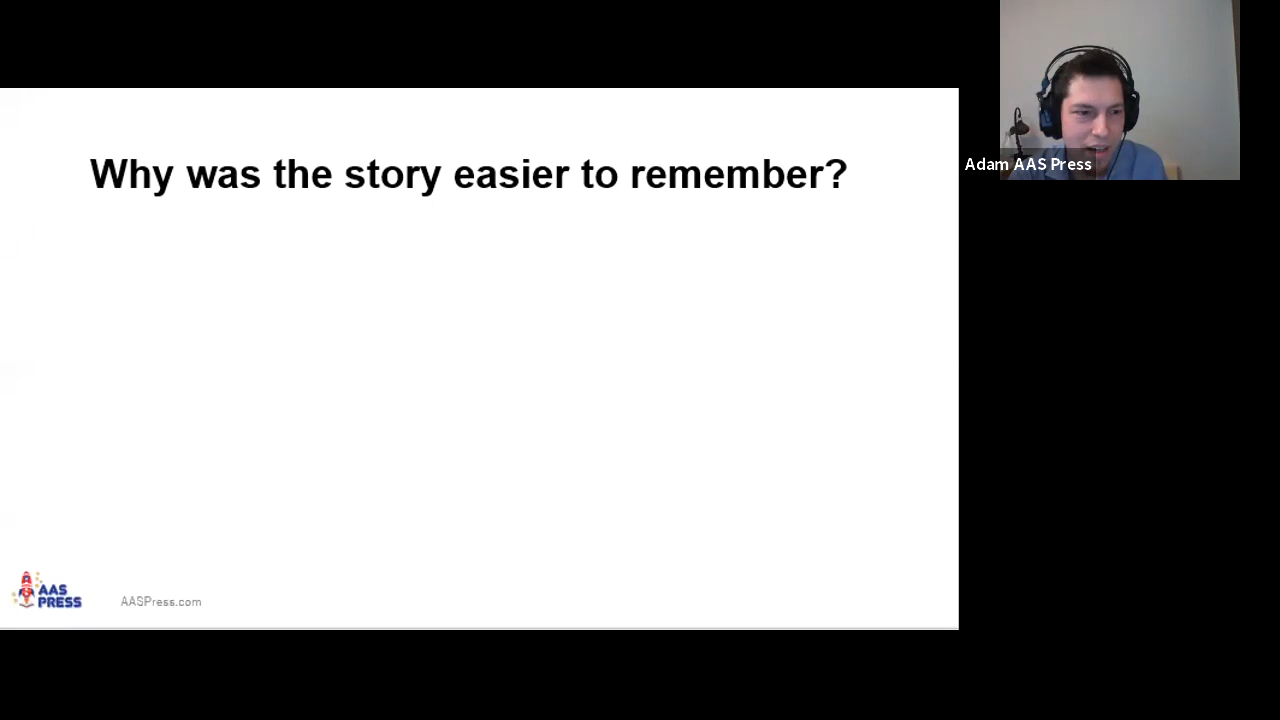 Why was the story easier to remember?
Adam AAS Press
AAS
PRESS
AASPress.com